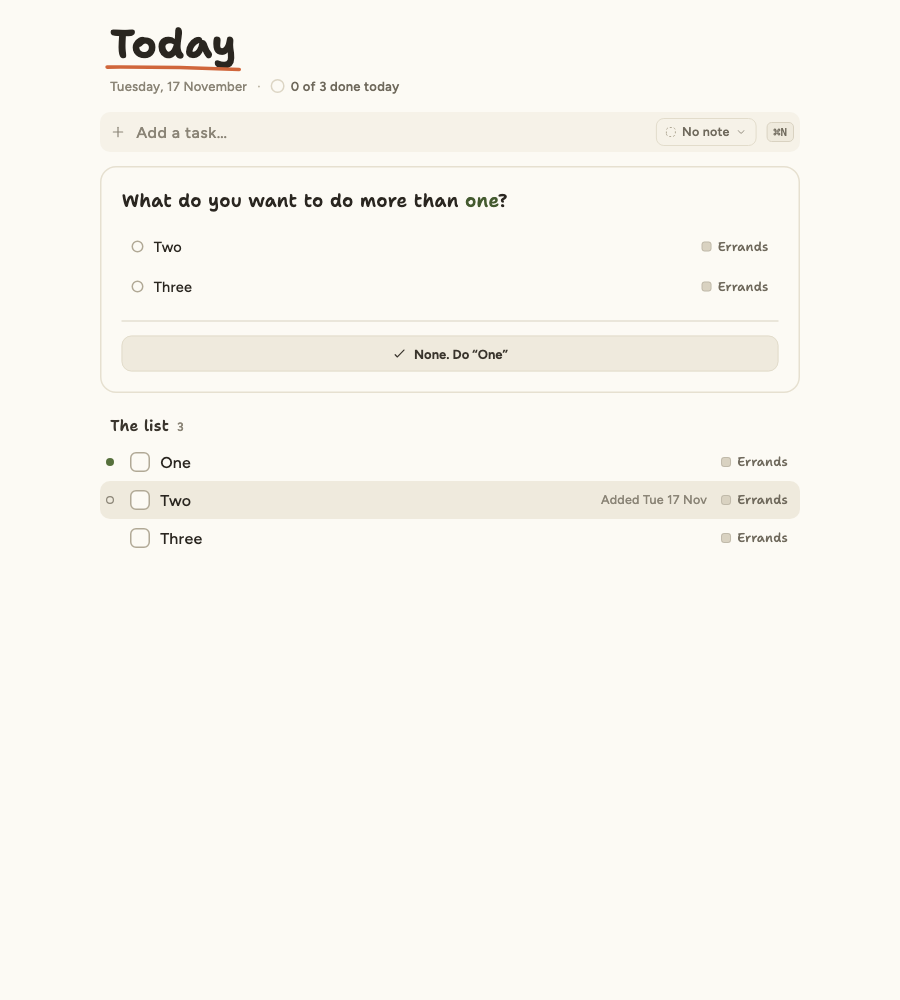 Today
Tuesday, 17 November · 0 of 3 done today
Add a task… No note ⌘N
What do you want to do more than one?
Two Errands
Three Errands
None. Do “One”
The list 3
One Errands
Two Added Tue 17 Nov Errands
Three Errands